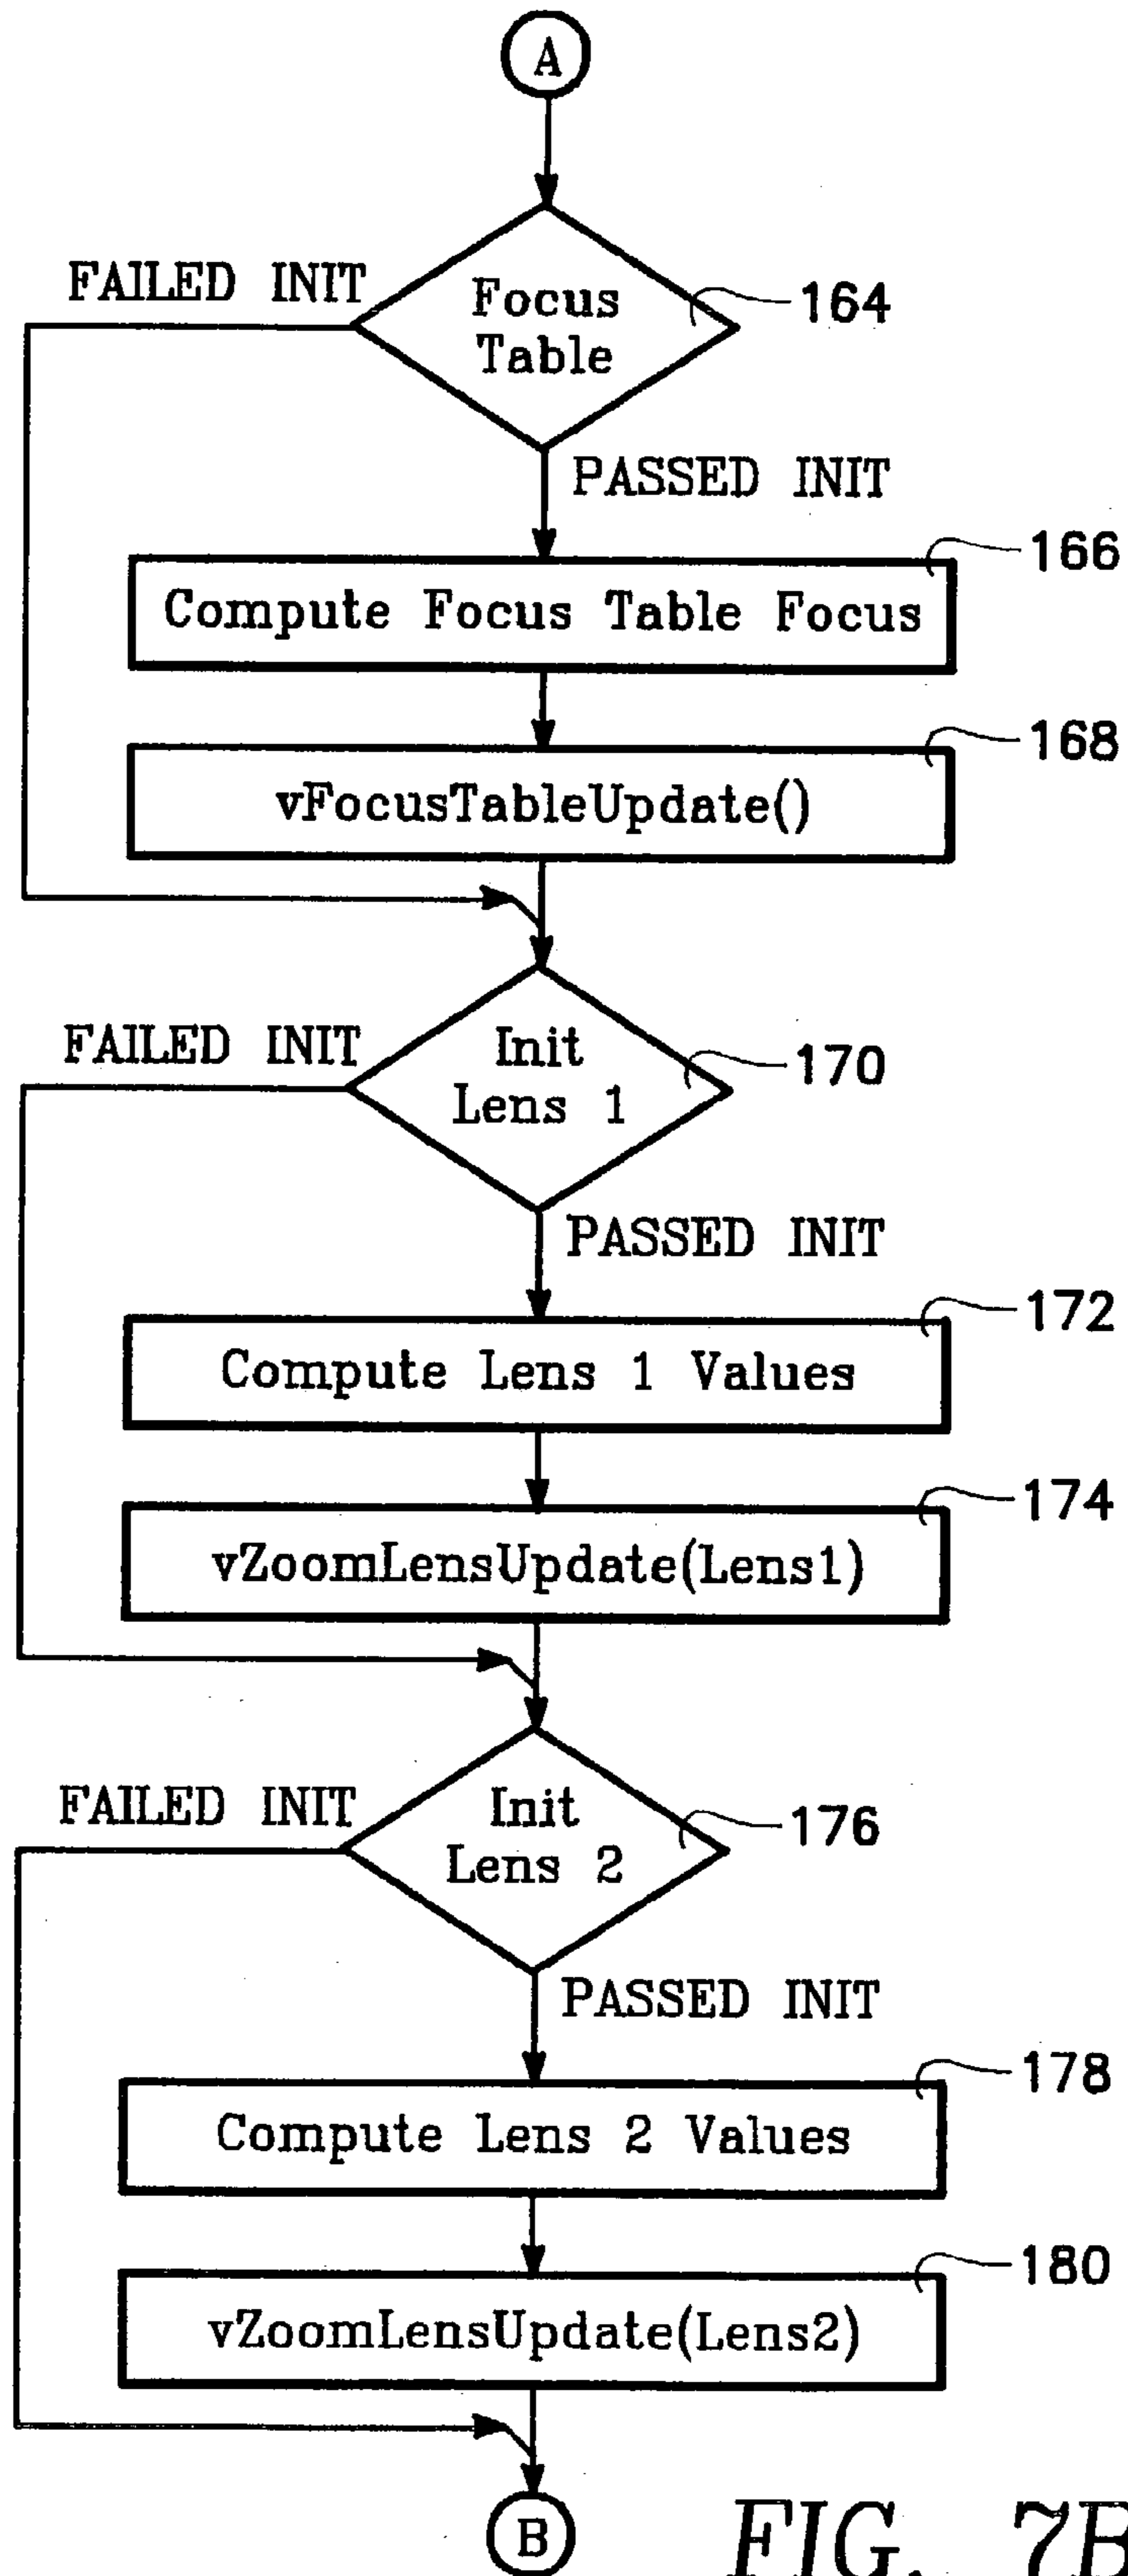 A
FAILED INIT
Focus
Table
164
PASSED INIT
166
Compute Focus Table Focus
168
vFocusTableUpdate()
FAILED INIT
Init
Lens 1
170
PASSED INIT
172
Compute Lens 1 Values
174
vZoomLensUpdate(Lens1)
FAILED INIT
Init
Lens 2
176
PASSED INIT
178
Compute Lens 2 Values
180
vZoomLensUpdate(Lens2)
B
FIG. 7B